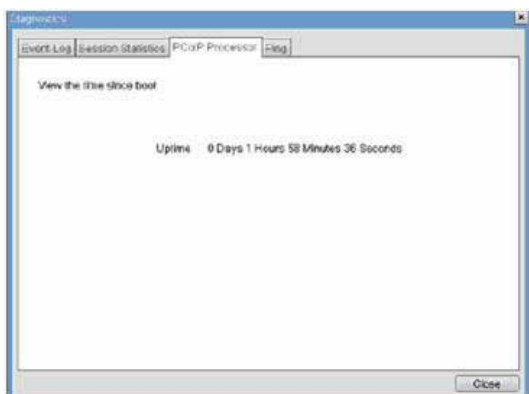 Diagnostics
Event Log Session Statistics PCoIP Processor Ping
View the time since boot
Uptime 0 Days 1 Hours 58 Minutes 36 Seconds
Close